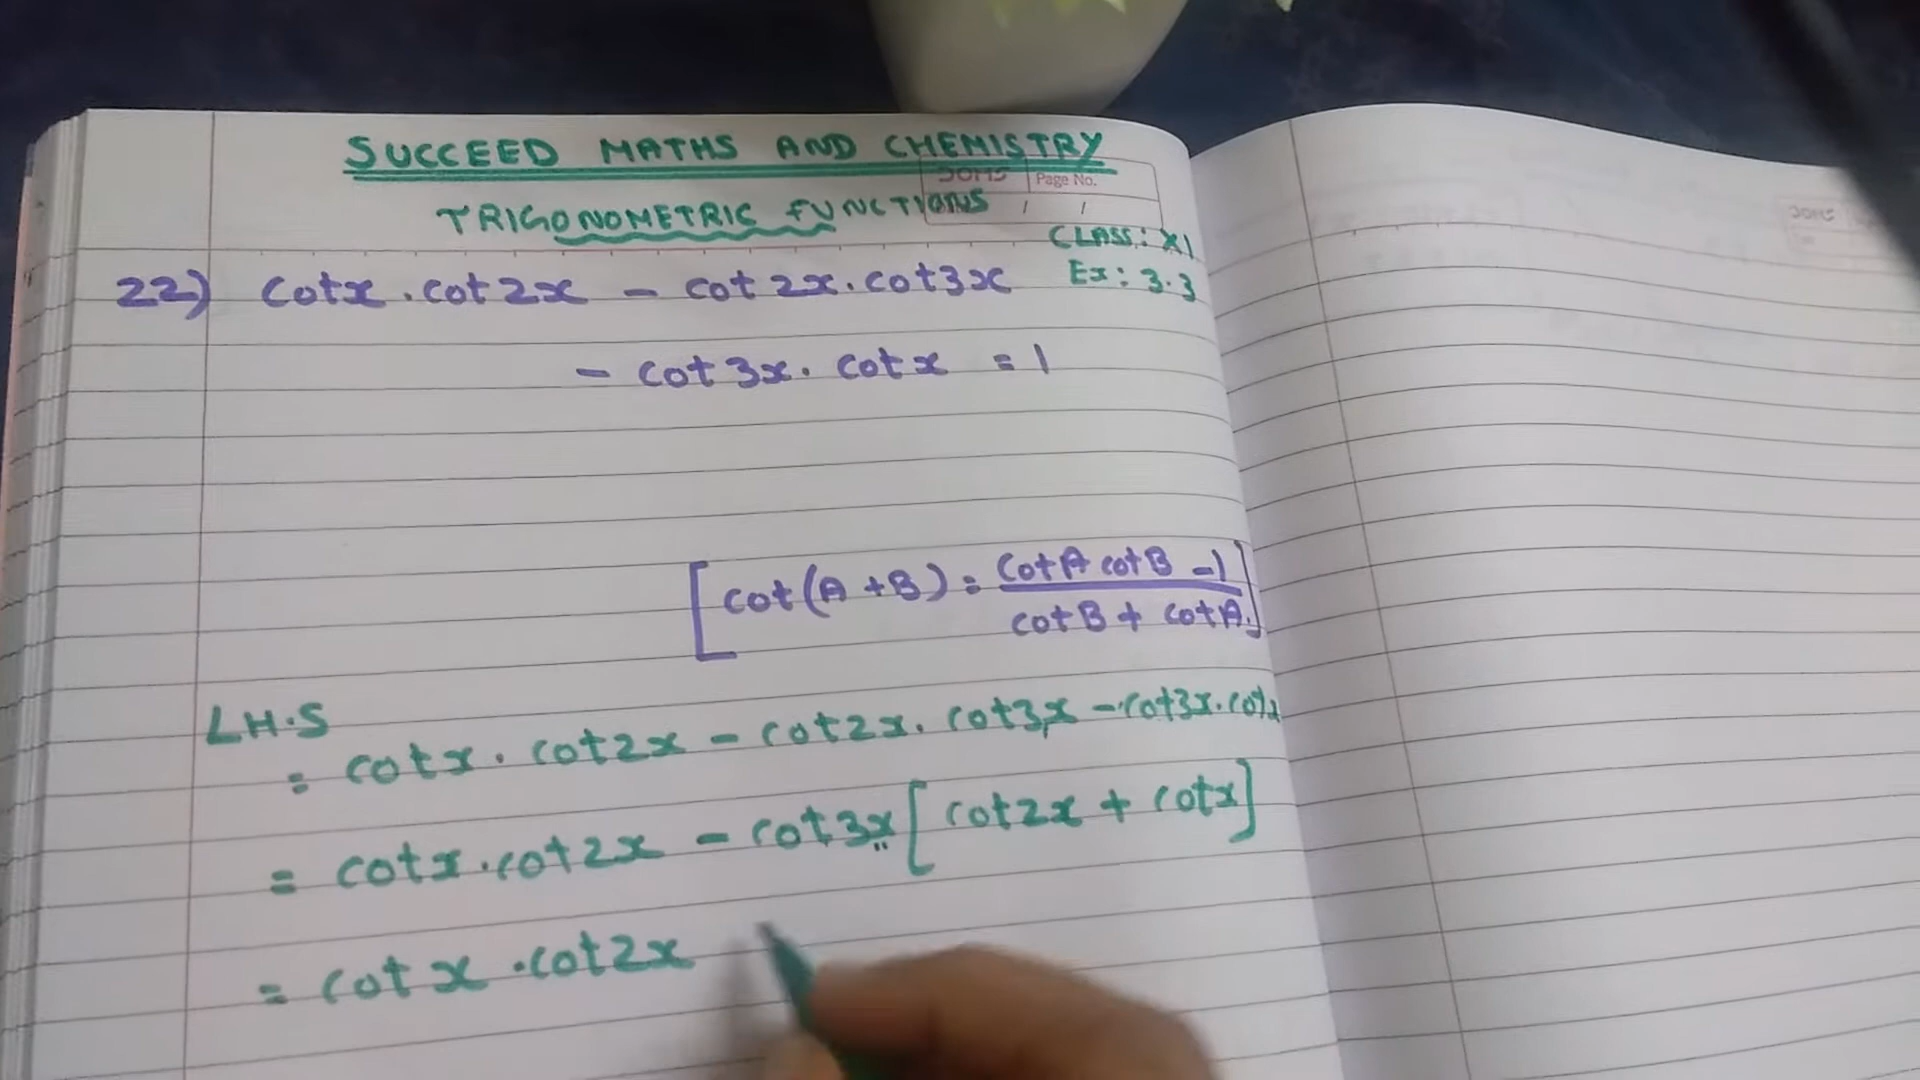 SUCCEED MATHS AND CHEMISTRY
DOMS Page No.
TRIGONOMETRIC FUNCTIONS / /
CLASS: XI
Ex: 3.3
22) cotx . cot2x - cot2x . cot3x
- cot3x . cotx = 1
[cot(A+B) = cotA cotB -1 / cotB + cotA.]
L.H.S
= cotx . cot2x - cot2x . cot3x - cot3x . cotx
= cotx . cot2x - cot3x [cot2x + cotx]
= cotx . cot2x
DOMS